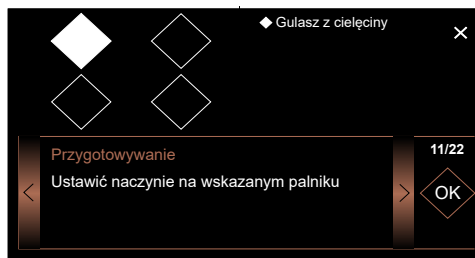 Gulasz z cielęciny
Przygotowywanie
11/22
Ustawić naczynie na wskazanym palniku
OK